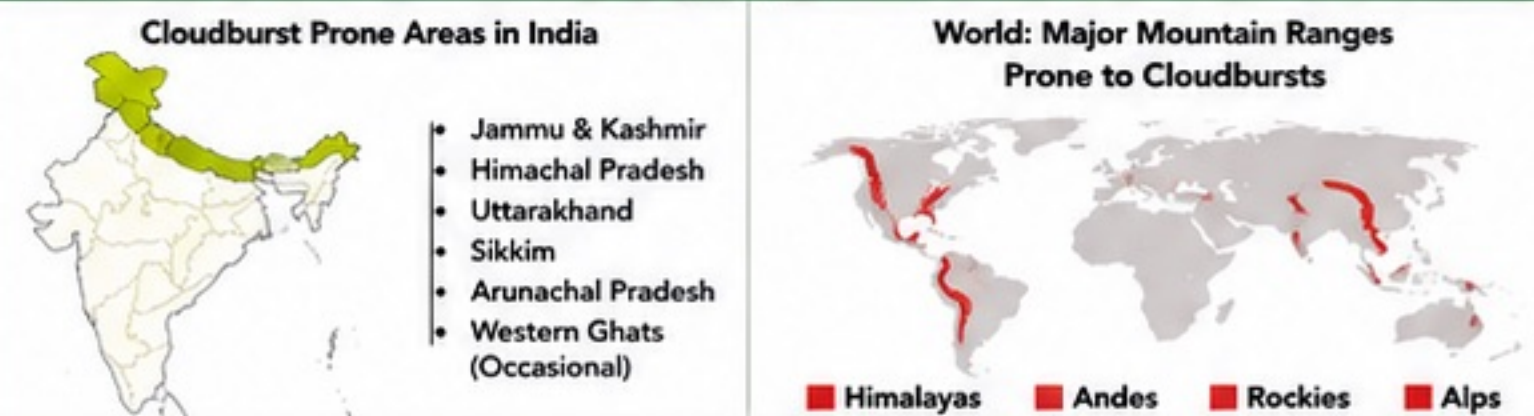 Cloudburst Prone Areas in India
• Jammu & Kashmir
• Himachal Pradesh
• Uttarakhand
• Sikkim
• Arunachal Pradesh
• Western Ghats
(Occasional)
World: Major Mountain Ranges
Prone to Cloudbursts
Himalayas Andes Rockies Alps